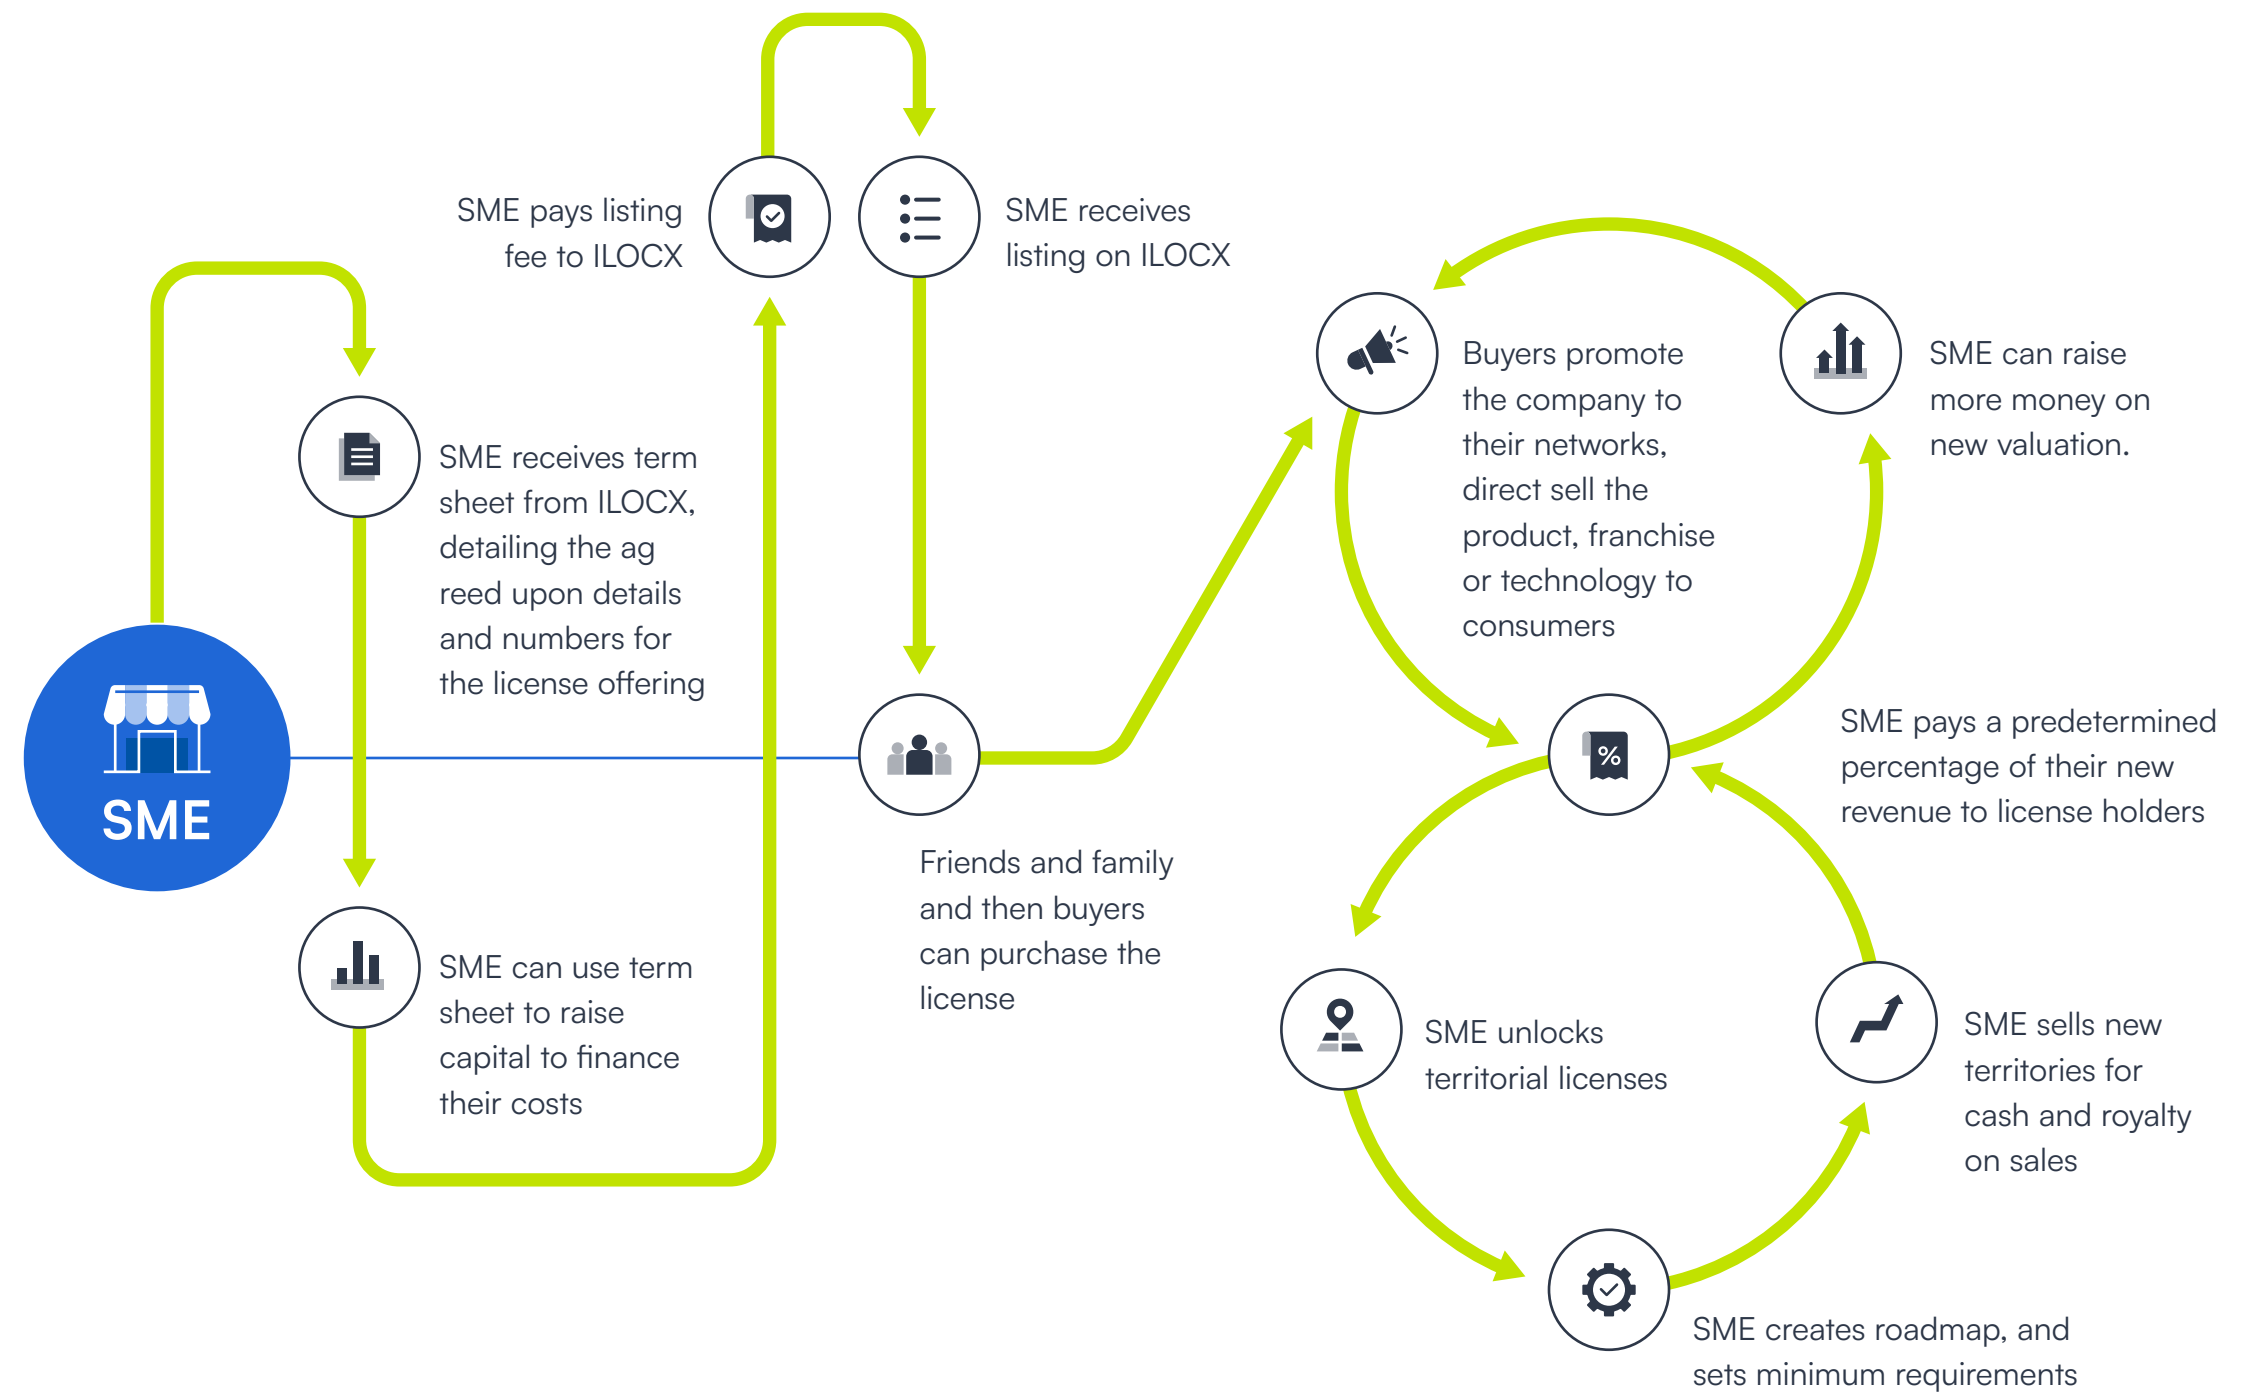 SME
SME receives term
sheet from ILOCX,
detailing the ag
reed upon details
and numbers for
the license offering
SME can use term
sheet to raise
capital to finance
their costs
SME pays listing
fee to ILOCX
SME receives
listing on ILOCX
Friends and family
and then buyers
can purchase the
license
Buyers promote
the company to
their networks,
direct sell the
product, franchise
or technology to
consumers
%
SME pays a predetermined
percentage of their new
revenue to license holders
SME can raise
more money on
new valuation.
SME unlocks
territorial licenses
SME creates roadmap, and
sets minimum requirements
SME sells new
territories for
cash and royalty
on sales